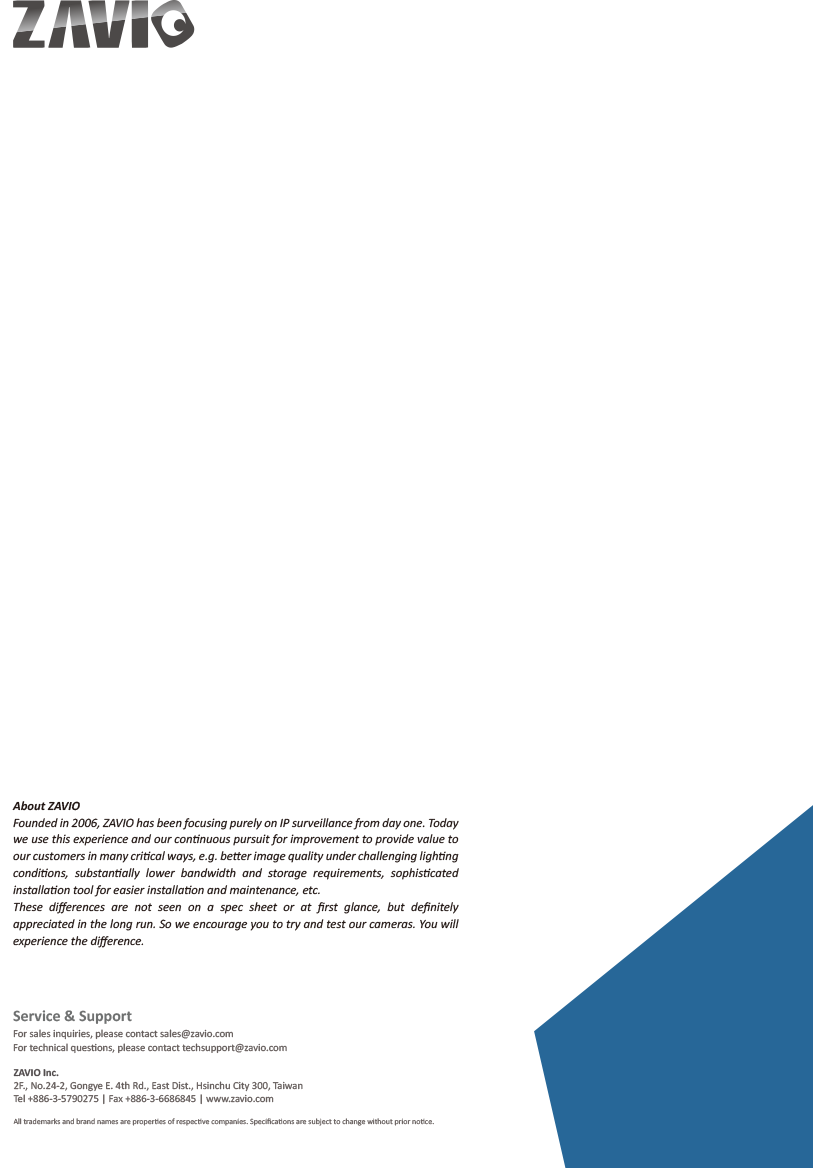 ZAVIO
About ZAVIO
Founded in 2006, ZAVIO has been focusing purely on IP surveillance from day one. Today
we use this experience and our continuous pursuit for improvement to provide value to
our customers in many critical ways, e.g. better image quality under challenging lighting
conditions, substantially lower bandwidth and storage requirements, sophisticated
installation tool for easier installation and maintenance, etc.
These differences are not seen on a spec sheet or at first glance, but definitely
appreciated in the long run. So we encourage you to try and test our cameras. You will
experience the difference.
Service & Support
For sales inquiries, please contact sales@zavio.com
For technical questions, please contact techsupport@zavio.com
ZAVIO Inc.
2F., No.24-2, Gongye E. 4th Rd., East Dist., Hsinchu City 300, Taiwan
Tel +886-3-5790275 | Fax +886-3-6686845 | www.zavio.com
All trademarks and brand names are properties of respective companies. Specifications are subject to change without prior notice.